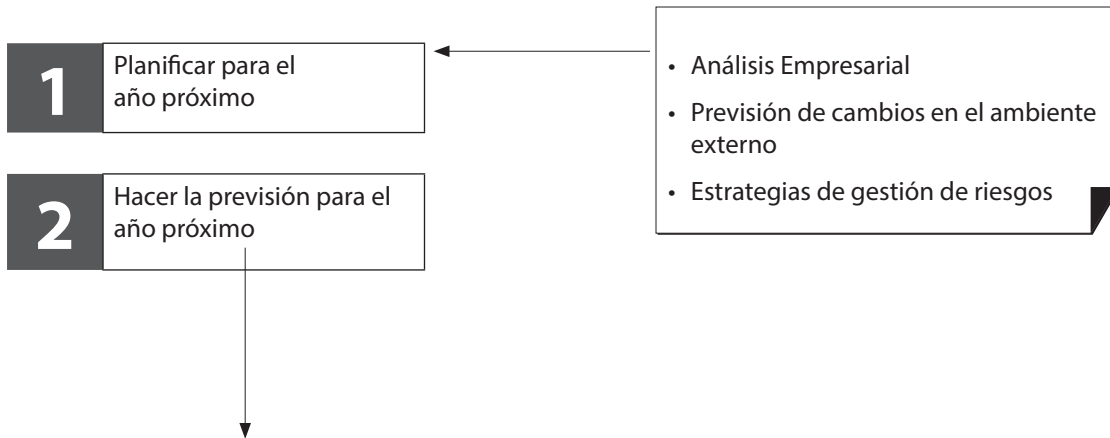 1
Planificar para el
año próximo
2
Hacer la previsión para el
año próximo
• Análisis Empresarial
• Previsión de cambios en el ambiente
externo
• Estrategias de gestión de riesgos